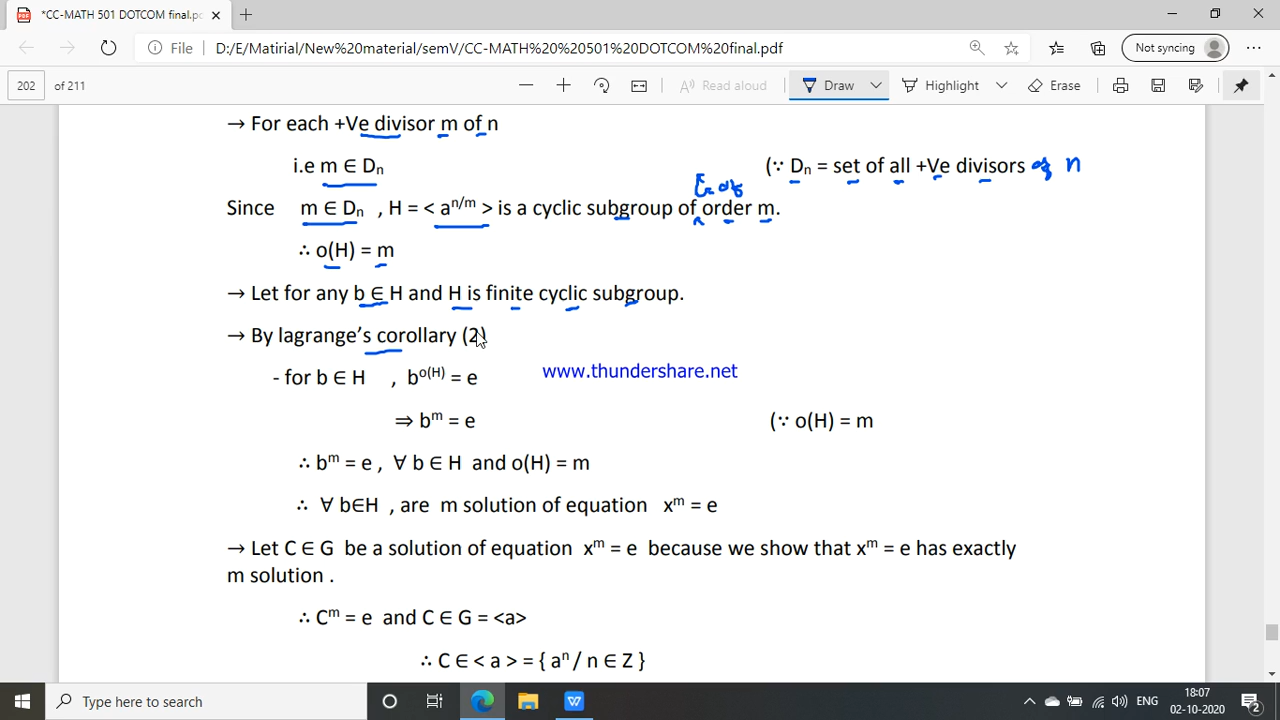 *CC-MATH 501 DOTCOM final.pc
File D:/E/Matirial/New%20material/semV/CC-MATH%20%20501%20DOTCOM%20final.pdf Not syncing
202 of 211 Read aloud Draw Highlight Erase
→ For each +Ve divisor m of n
i.e m ∈ Dₙ (∵ Dₙ = set of all +Ve divisors of n
Since m ∈ Dₙ , H = < a^(n/m) > is a cyclic subgroup of order m.
∴ o(H) = m
→ Let for any b ∈ H and H is finite cyclic subgroup.
→ By lagrange's corollary (2)
- for b ∈ H , b^o(H) = e
www.thundershare.net
⇒ bᵐ = e (∵ o(H) = m
∴ bᵐ = e , ∀ b ∈ H and o(H) = m
∴ ∀ b∈H , are m solution of equation xᵐ = e
→ Let C ∈ G be a solution of equation xᵐ = e because we show that xᵐ = e has exactly
m solution .
∴ Cᵐ = e and C ∈ G = <a>
∴ C ∈ < a > = { aⁿ / n ∈ Z }
Type here to search
ENG
18:07
02-10-2020
2